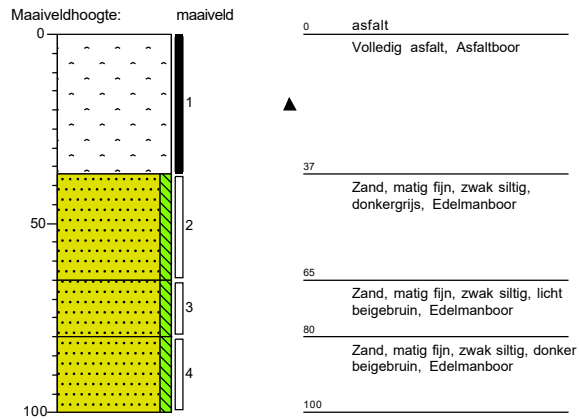 Maaiveldhoogte: maaiveld
0
0 asfalt
Volledig asfalt, Asfaltboor
1
37
Zand, matig fijn, zwak siltig,
donkergrijs, Edelmanboor
50
2
65
Zand, matig fijn, zwak siltig, licht
beigebruin, Edelmanboor
3
80
Zand, matig fijn, zwak siltig, donker
beigebruin, Edelmanboor
4
100
100